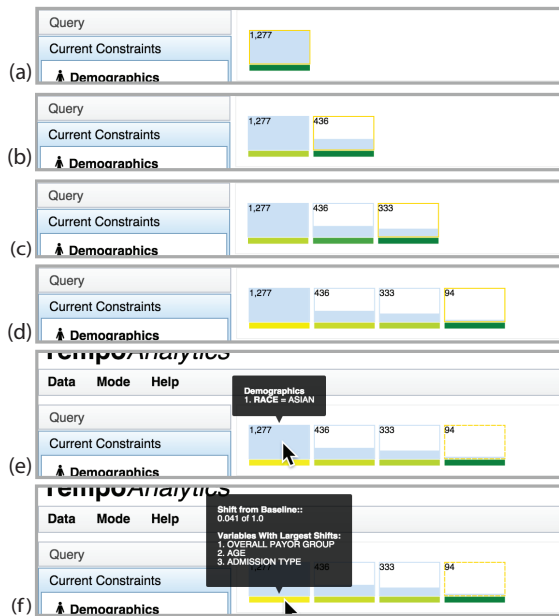 Query
Current Constraints
Demographics
1,277
(a)
Query
Current Constraints
Demographics
1,277 436
(b)
Query
Current Constraints
Demographics
1,277 436 333
(c)
Query
Current Constraints
Demographics
1,277 436 333 94
(d)
TempoAnalytics
Data Mode Help
Query
Current Constraints
Demographics
Demographics
1. RACE = ASIAN
1,277 436 333 94
(e)
TempoAnalytics
Data Mode Help
Query
Current Constraints
Demographics
Shift from Baseline::
0.041 of 1.0
Variables With Largest Shifts:
1. OVERALL PAYOR GROUP
2. AGE
3. ADMISSION TYPE
1,277 436 333 94
(f)